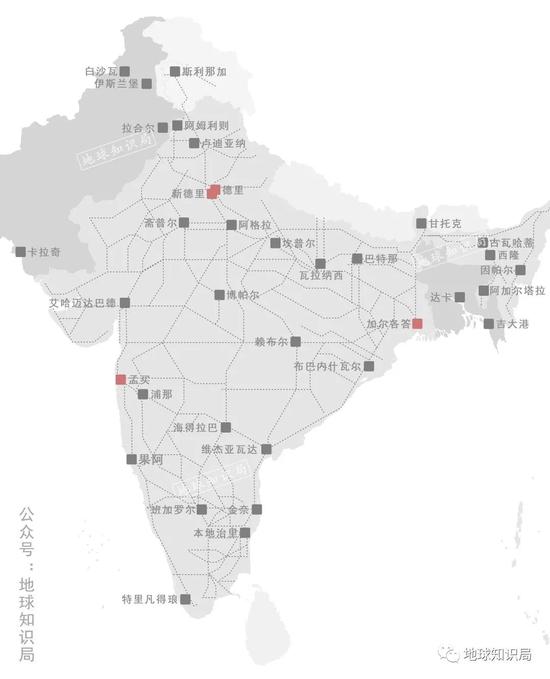 白沙瓦
斯利那加
伊斯兰堡
拉合尔
阿姆利则
卢迪亚纳
地球知识局
新德里
德里
斋普尔
阿格拉
甘托克
坎普尔
古瓦哈蒂
卡拉奇
瓦拉纳西
巴特那
西隆
地球知识局
因帕尔
艾哈迈达巴德
博帕尔
达卡
阿加尔塔拉
加尔各答
吉大港
赖布尔
布巴内什瓦尔
孟买
浦那
海得拉巴
维杰亚瓦达
果阿
地球知识局
班加罗尔
金奈
本地治里
特里凡得琅
公众号：地球知识局
地球知识局